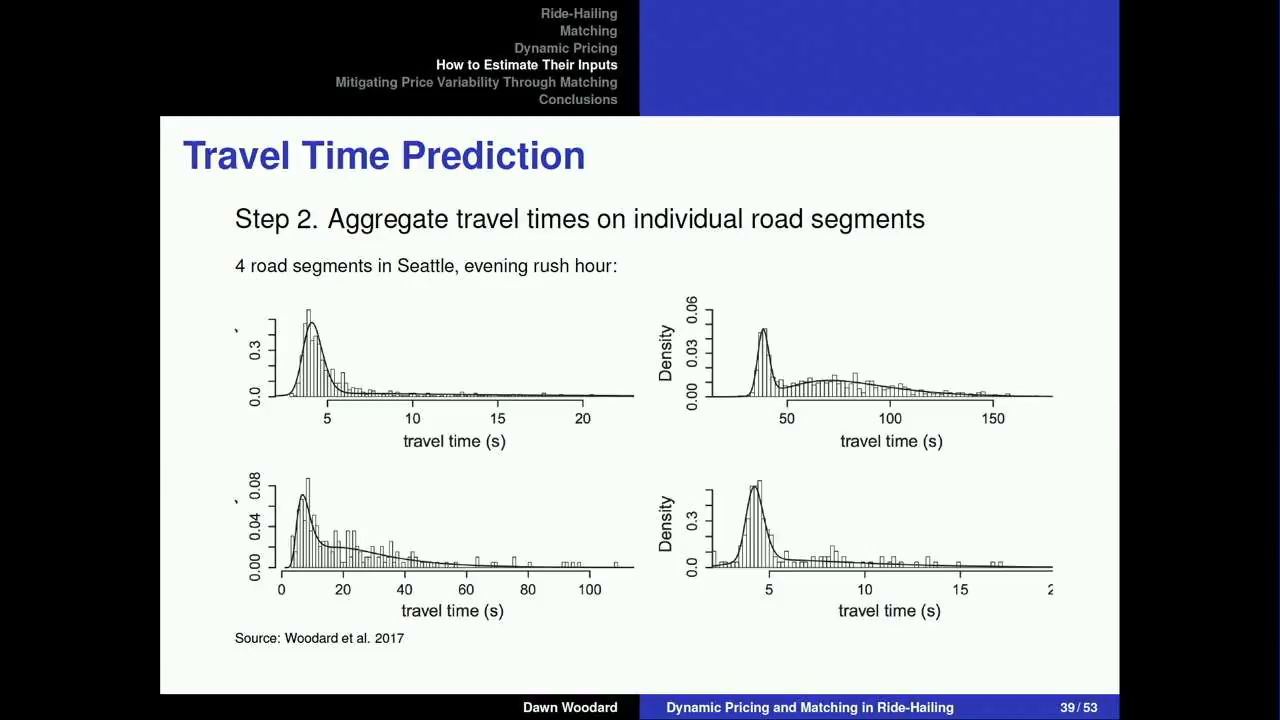 Ride-Hailing
Matching
Dynamic Pricing
How to Estimate Their Inputs
Mitigating Price Variability Through Matching
Conclusions
Travel Time Prediction
Step 2. Aggregate travel times on individual road segments
4 road segments in Seattle, evening rush hour:
0.3
0.0
5 10 15 20
travel time (s)
Density
0.06
0.03
0.00
50 100 150
travel time (s)
0.08
0.04
0.00
0 20 40 60 80 100
travel time (s)
Density
0.3
0.0
5 10 15 2
travel time (s)
Source: Woodard et al. 2017
Dawn Woodard
Dynamic Pricing and Matching in Ride-Hailing
39 / 53